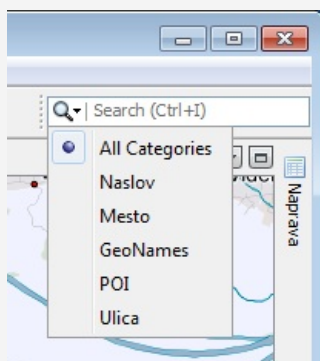 Search (Ctrl+I)
All Categories
Naslov
Mesto
GeoNames
POI
Ulica
Naprava